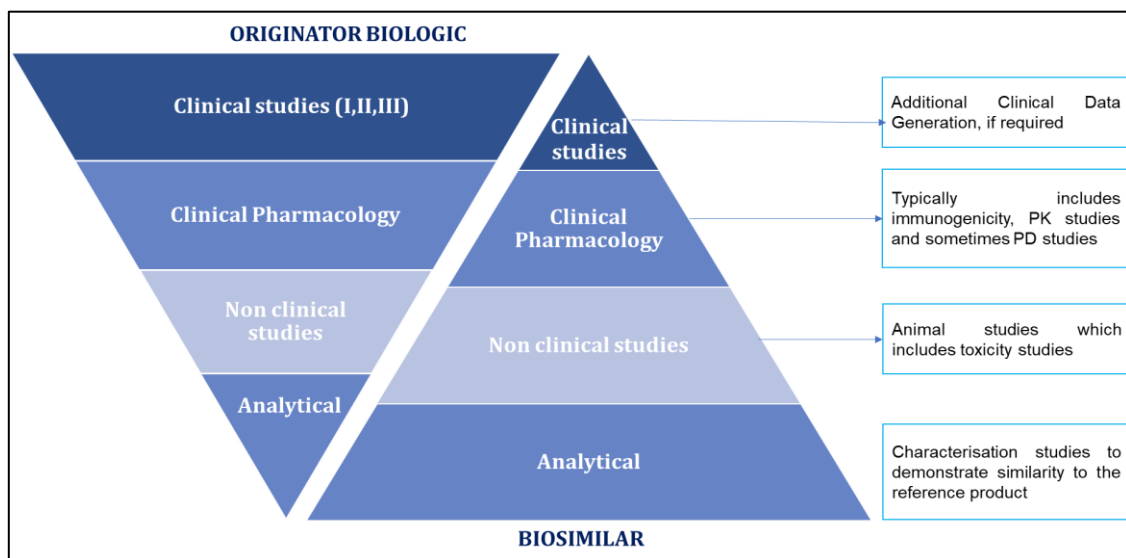 ORIGINATOR BIOLOGIC
Clinical studies (I,II,III)
Clinical Pharmacology
Non clinical
studies
Analytical
Clinical
studies
Clinical
Pharmacology
Non clinical studies
Analytical
BIOSIMILAR
Additional Clinical Data
Generation, if required
Typically includes
immunogenicity, PK studies
and sometimes PD studies
Animal studies which
includes toxicity studies
Characterisation studies to
demonstrate similarity to the
reference product